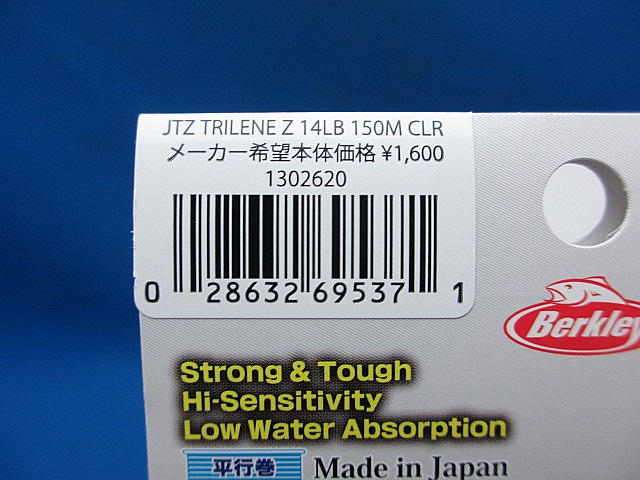 JTZ TRILENE Z 14LB 150M CLR
メーカー希望本体価格 ¥1,600
1302620
0 28632 69537 1
Berkley
Strong & Tough
Hi-Sensitivity
Low Water Absorption
平行巻 Made in Japan